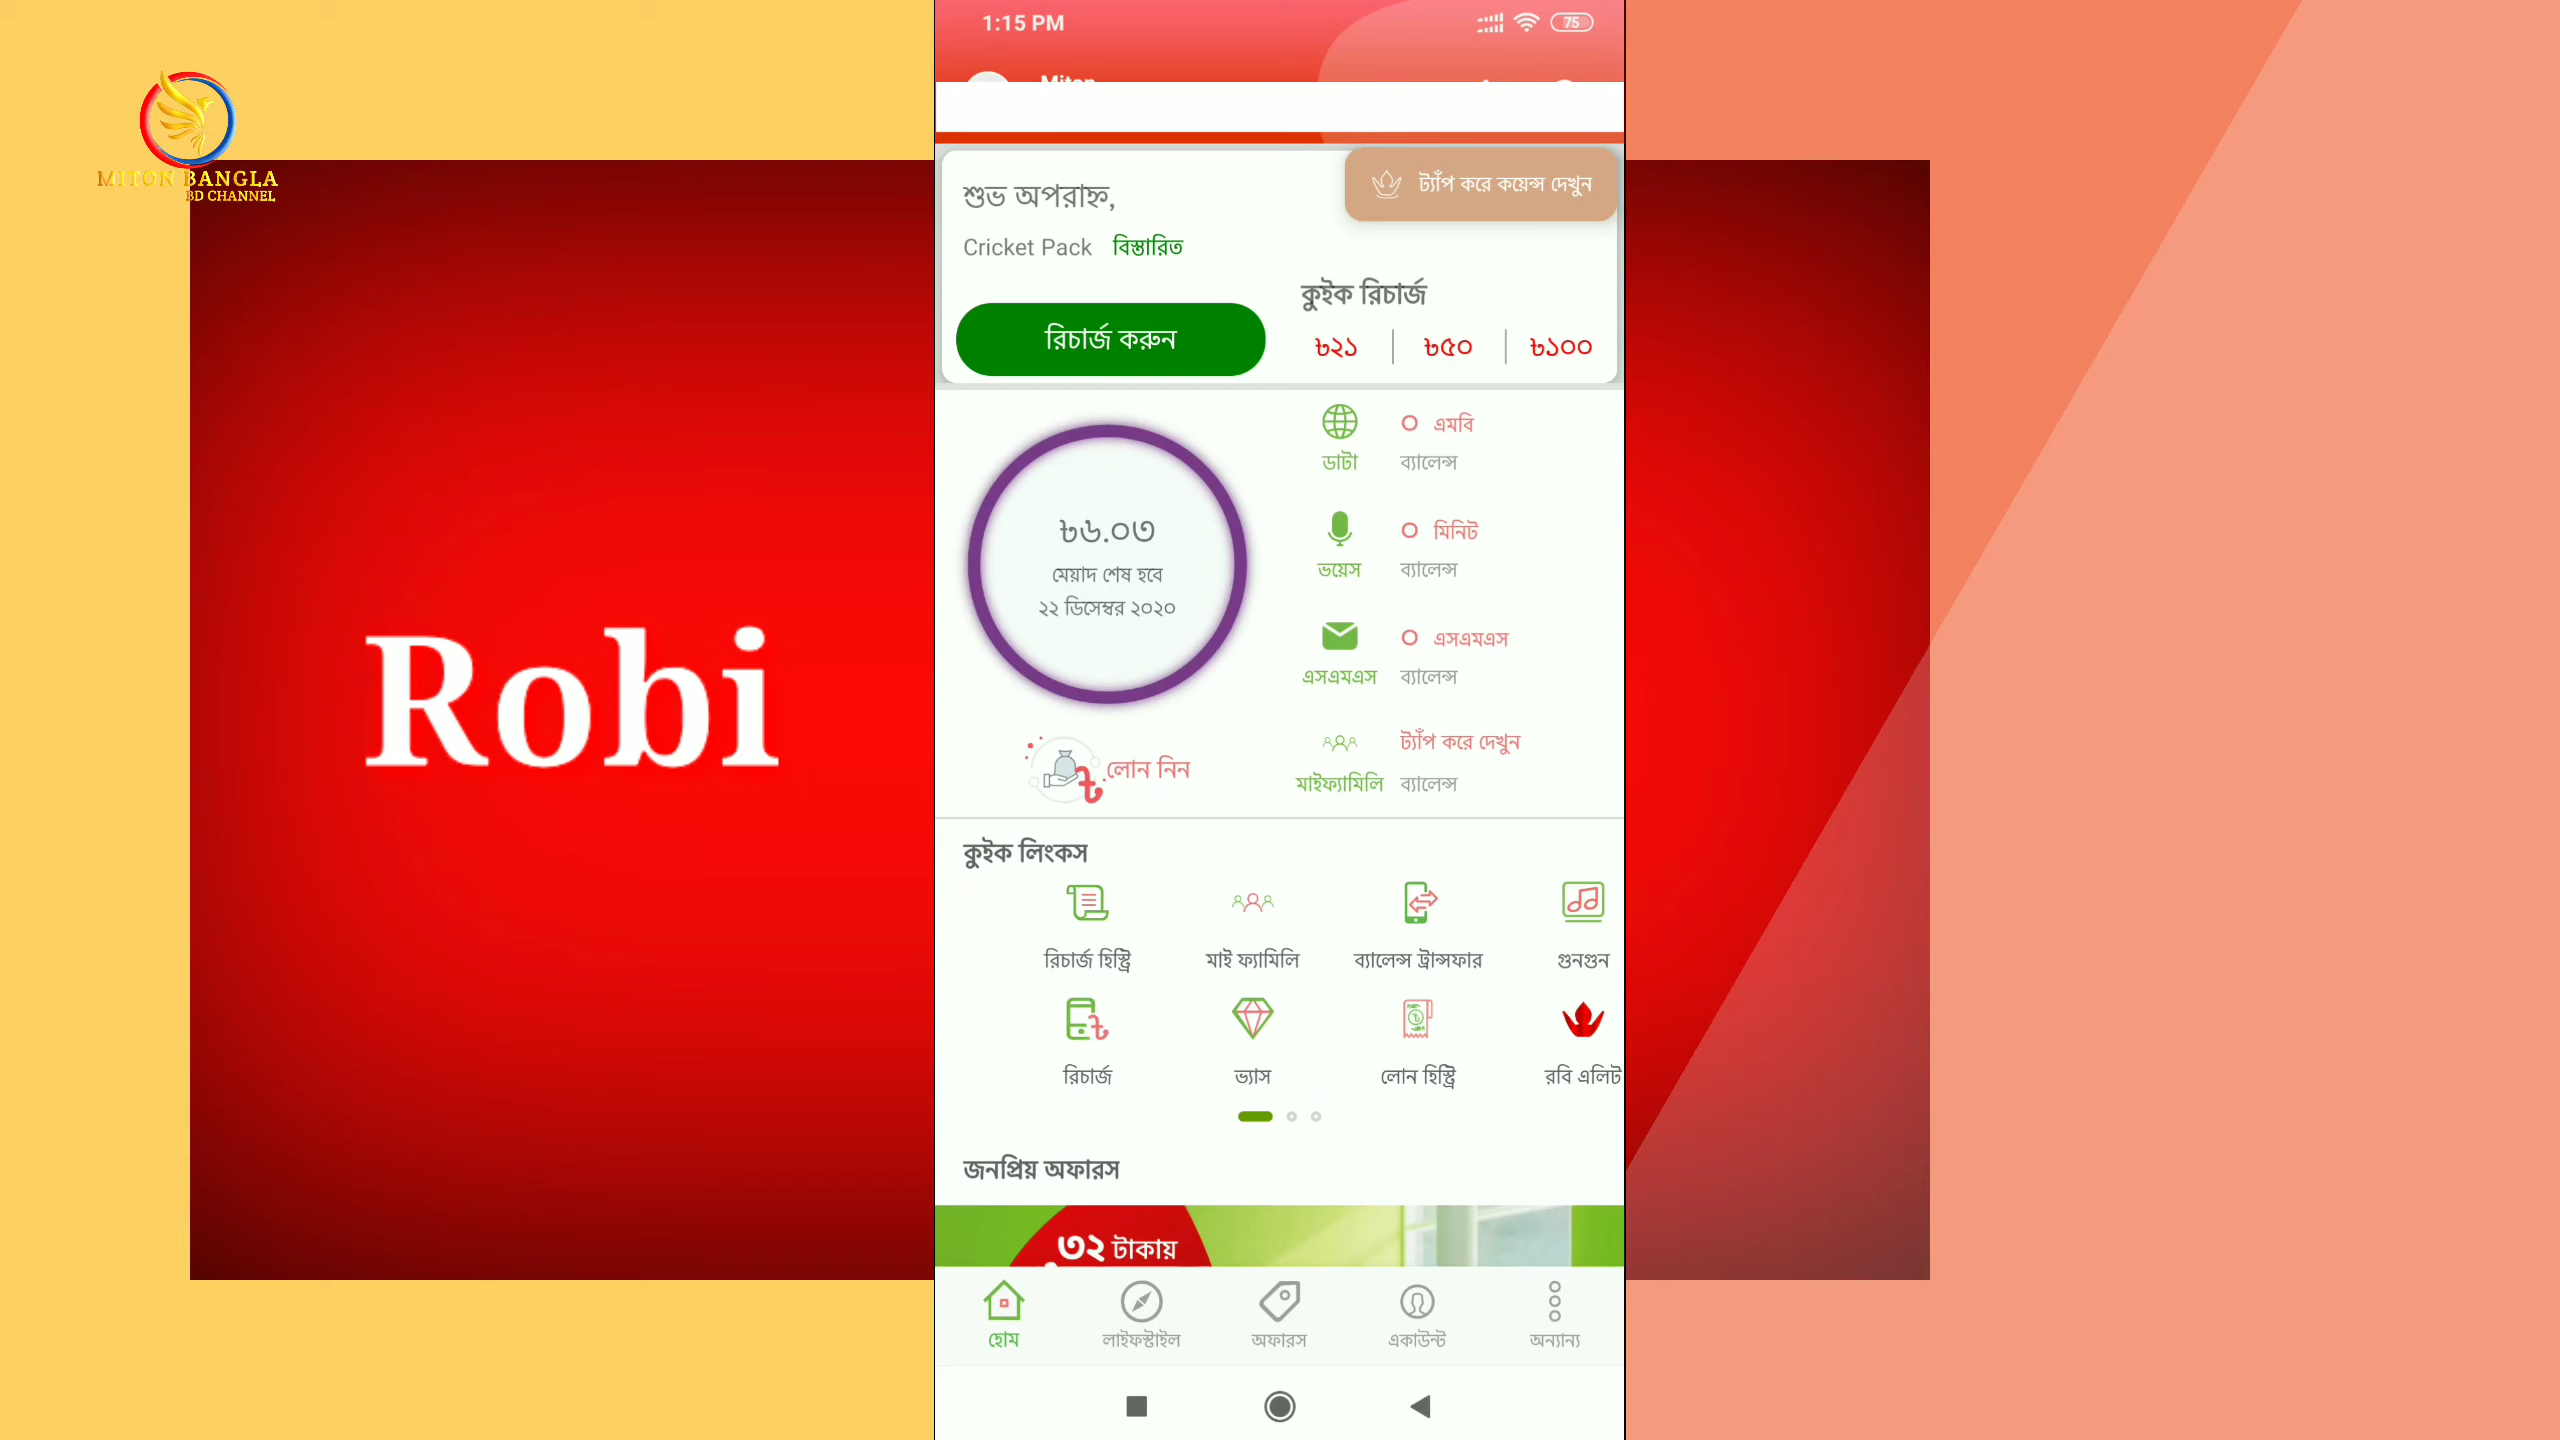 MITON BANGLA
BD CHANNEL
Robi
1:15 PM
75
Miton
শুভ অপরাহ্ন,
ট্যাঁপ করে কয়েন্স দেখুন
Cricket Pack বিস্তারিত
কুইক রিচার্জ
রিচার্জ করুন
৳২১ ৳৫০ ৳১০০
৳৬.০৩
মেয়াদ শেষ হবে
২২ ডিসেম্বর ২০২০
৳ লোন নিন
০ এমবি
ডাটা ব্যালেন্স
০ মিনিট
ভয়েস ব্যালেন্স
০ এসএমএস
এসএমএস ব্যালেন্স
ট্যাঁপ করে দেখুন
মাইফ্যামিলি ব্যালেন্স
কুইক লিংকস
রিচার্জ হিস্ট্রি মাই ফ্যামিলি ব্যালেন্স ট্রান্সফার গুনগুন
রিচার্জ ভ্যাস লোন হিস্ট্রি রবি এলিট
জনপ্রিয় অফারস
৩২ টাকায়
হোম লাইফস্টাইল অফারস একাউন্ট অন্যান্য